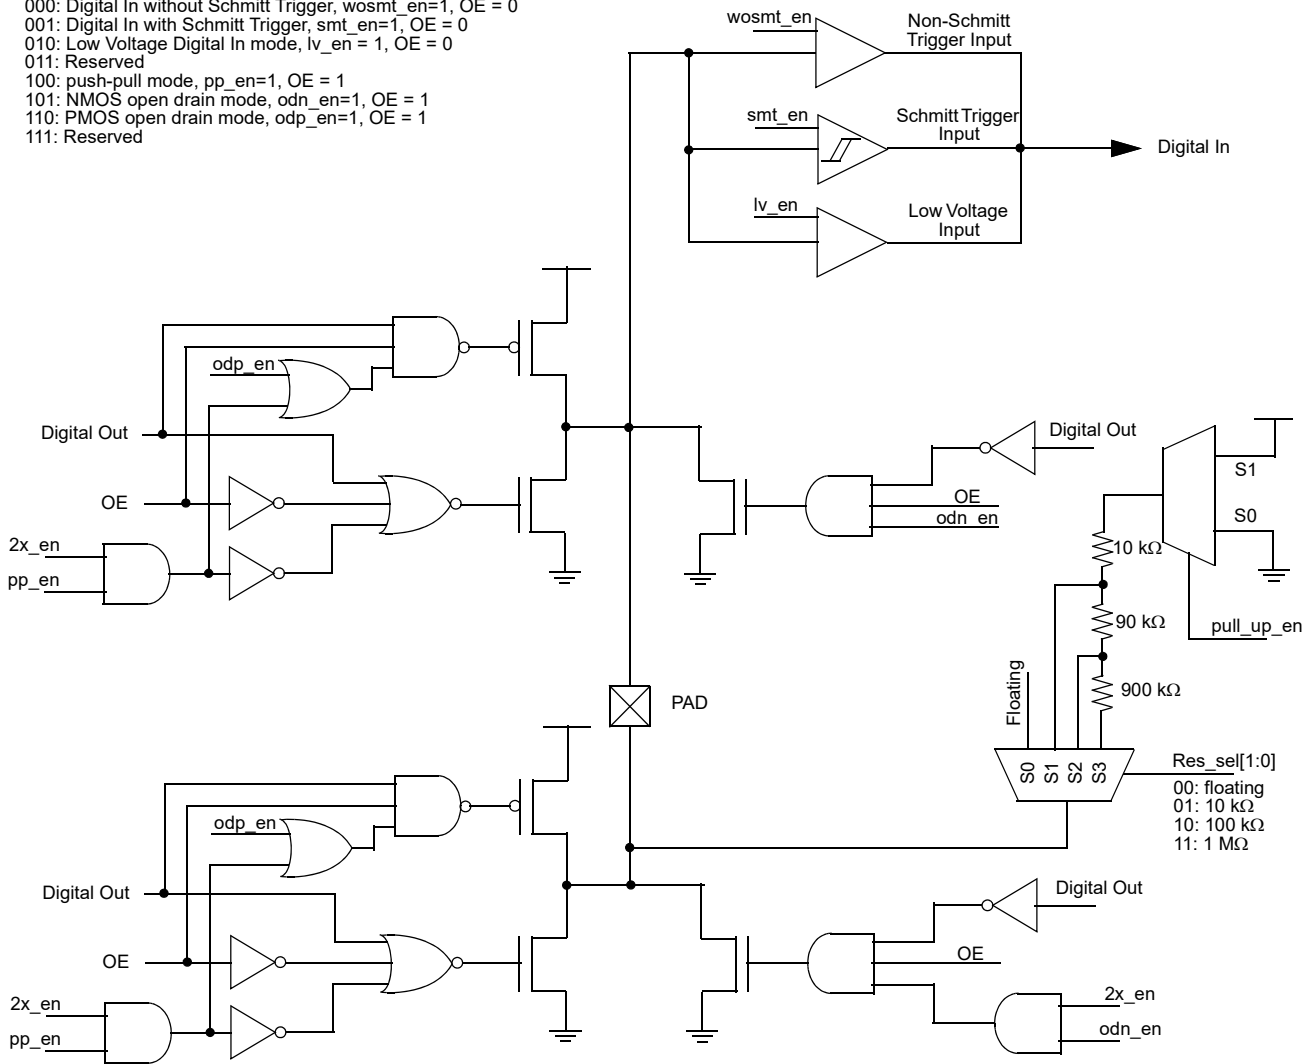 000: Digital In without Schmitt Trigger, wosmt_en=1, OE = 0
001: Digital In with Schmitt Trigger, smt_en=1, OE = 0
010: Low Voltage Digital In mode, lv_en = 1, OE = 0
011: Reserved
100: push-pull mode, pp_en=1, OE = 1
101: NMOS open drain mode, odn_en=1, OE = 1
110: PMOS open drain mode, odp_en=1, OE = 1
111: Reserved
wosmt_en
Non-Schmitt
Trigger Input
smt_en
Schmitt Trigger
Input
Digital In
lv_en
Low Voltage
Input
odp_en
Digital Out
OE
2x_en
pp_en
Digital Out
OE
odn_en
S1
S0
10 kΩ
90 kΩ
pull_up_en
900 kΩ
Floating
PAD
S0
S1
S2
S3
Res_sel[1:0]
00: floating
01: 10 kΩ
10: 100 kΩ
11: 1 MΩ
odp_en
Digital Out
OE
2x_en
pp_en
Digital Out
OE
2x_en
odn_en